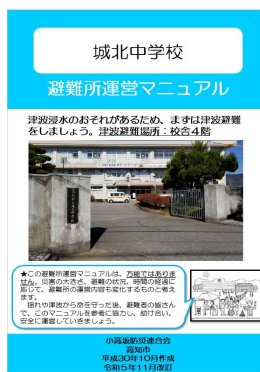 城北中学校
避難所運営マニュアル
津波浸水のおそれがあるため、まずは津波避難
をしましょう。津波避難場所：校舎４階
★この避難所運営マニュアルは、万能ではありま
せん。災害の大きさ、避難の状況、時間の経過に
応じて、避難所の運営内容も変化するものと考え
ます。
揺れや津波から命を守った後、避難者の皆さん
で、このマニュアルを参考に協力し、助け合い、
安全に運営していきましょう。
小高坂防災連合会
高知市
平成30年10月作成
令和５年11月改訂